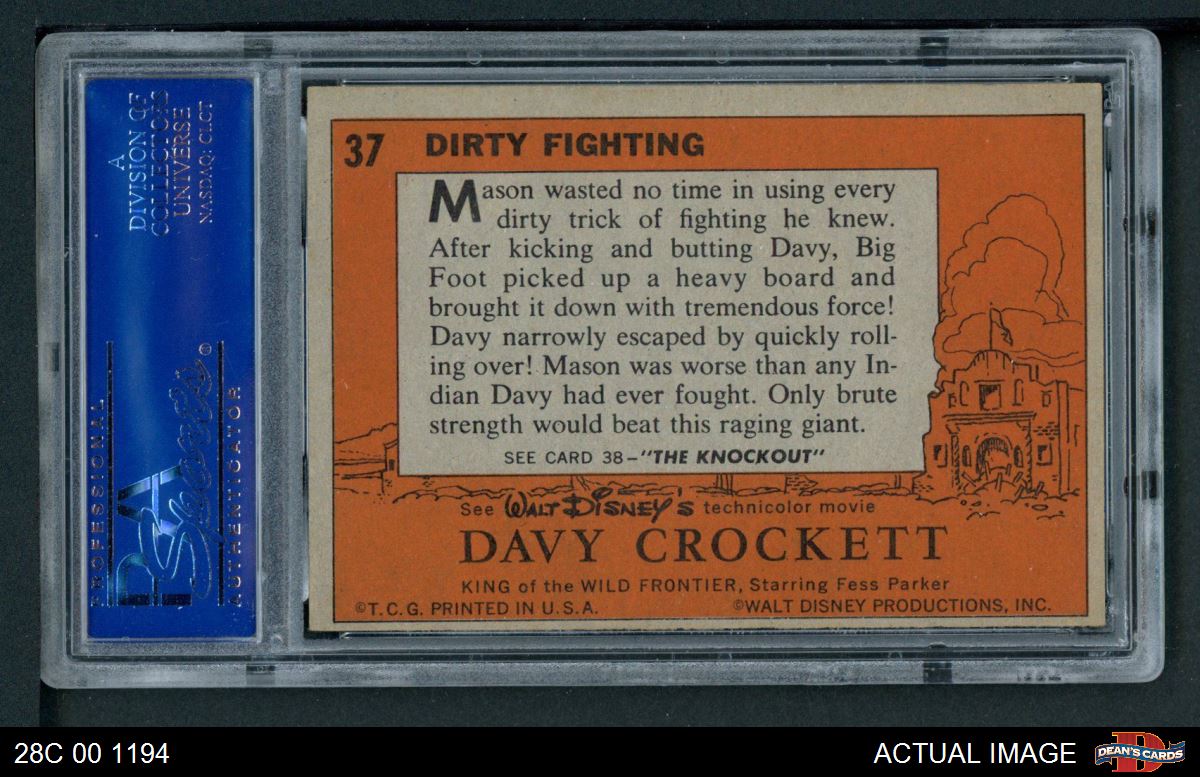 A
DIVISION OF
COLLECTORS
UNIVERSE
NASDAQ: CLCT
PROFESSIONAL
PSA
Sports®
AUTHENTICATOR
37 DIRTY FIGHTING
Mason wasted no time in using every
dirty trick of fighting he knew.
After kicking and butting Davy, Big
Foot picked up a heavy board and
brought it down with tremendous force!
Davy narrowly escaped by quickly roll-
ing over! Mason was worse than any In-
dian Davy had ever fought. Only brute
strength would beat this raging giant.
SEE CARD 38–"THE KNOCKOUT"
See WALT DISNEY'S technicolor movie
DAVY CROCKETT
KING of the WILD FRONTIER, Starring Fess Parker
©T.C.G. PRINTED IN U.S.A. ©WALT DISNEY PRODUCTIONS, INC.
28C 00 1194 ACTUAL IMAGE DEAN'S CARDS